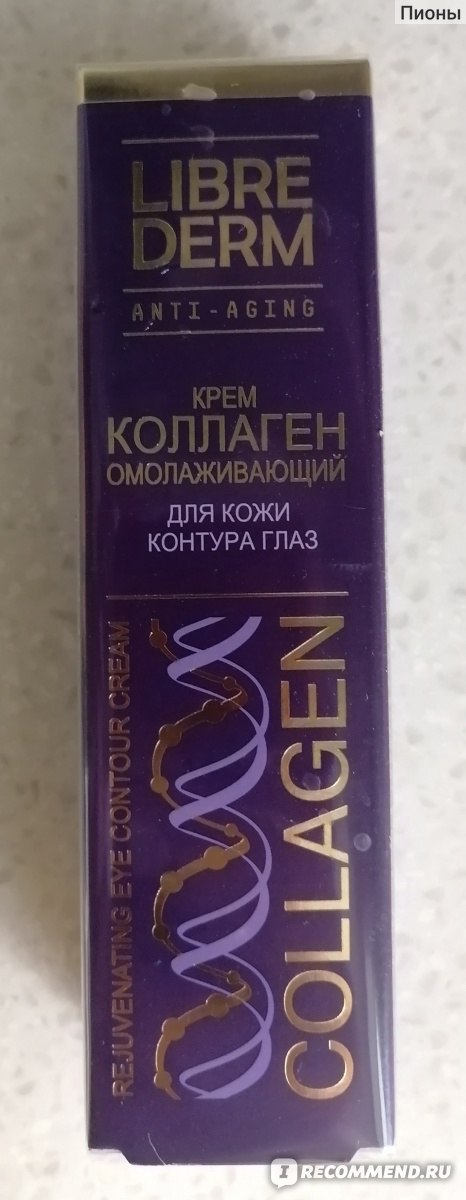 Пионы
LIBRE
DERM
ANTI-AGING
КРЕМ
КОЛЛАГЕН
ОМОЛАЖИВАЮЩИЙ
ДЛЯ КОЖИ
КОНТУРА ГЛАЗ
REJUVENATING EYE CONTOUR CREAM
COLLAGEN
IRECOMMEND.RU